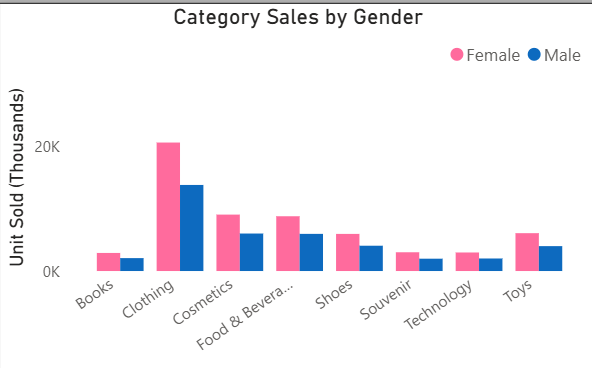 Category Sales by Gender
Female
Male
Unit Sold (Thousands)
20K
0K
Books
Clothing
Cosmetics
Food & Bevera...
Shoes
Souvenir
Technology
Toys